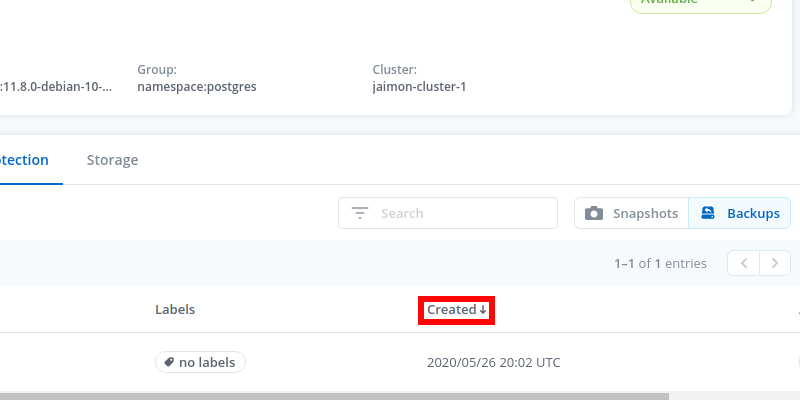 Available
Group:
Cluster:
:11.8.0-debian-10-...
namespace:postgres
jaimon-cluster-1
otection
Storage
Search
Snapshots
Backups
1–1 of 1 entries
Labels
Created↓
no labels
2020/05/26 20:02 UTC